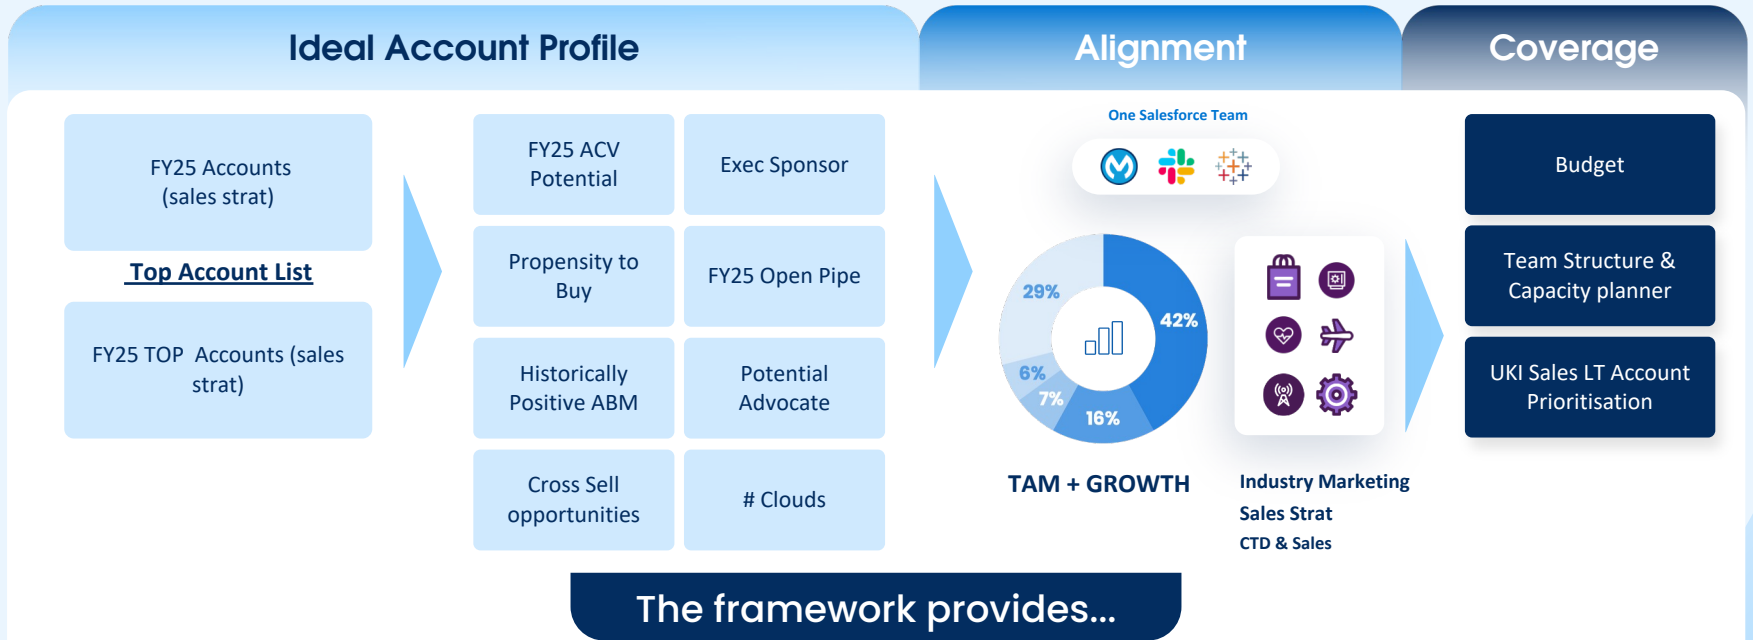 Ideal Account Profile
Alignment
Coverage
FY25 Accounts
(sales strat)
Top Account List
FY25 TOP  Accounts (sales
strat)
FY25 ACV
Potential
Exec Sponsor
Propensity to
Buy
FY25 Open Pipe
Historically
Positive ABM
Potential
Advocate
Cross Sell
opportunities
# Clouds
One Salesforce Team
29%
42%
6%
7%
16%
TAM + GROWTH
Industry Marketing
Sales Strat
CTD & Sales
Budget
Team Structure &
Capacity planner
UKI Sales LT Account
Prioritisation
The framework provides...